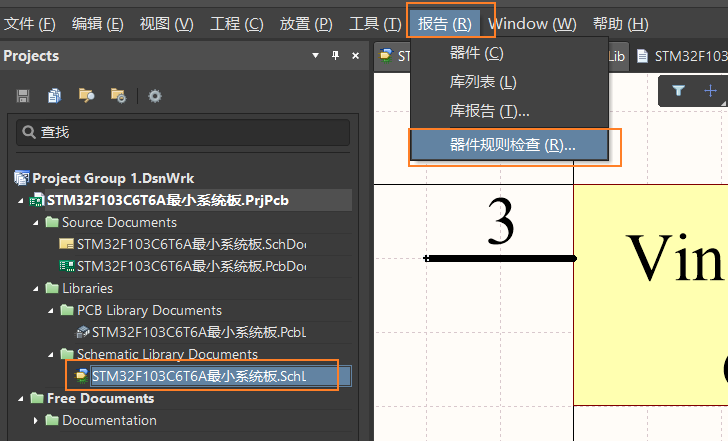 文件 (F) 编辑 (E) 视图 (V) 工程 (C) 放置 (P) 工具 (T) 报告 (R) Window (W) 帮助 (H)
Projects
ST
Lib
STM32F103
器件 (C)
库列表 (L)
库报告 (T)...
器件规则检查 (R)...
查找
Project Group 1.DsnWrk
STM32F103C6T6A最小系统板.PrjPcb
Source Documents
STM32F103C6T6A最小系统板.SchDoc
STM32F103C6T6A最小系统板.PcbDoc
Libraries
PCB Library Documents
STM32F103C6T6A最小系统板.PcbL
Schematic Library Documents
STM32F103C6T6A最小系统板.SchL
Free Documents
Documentation
3
Vin